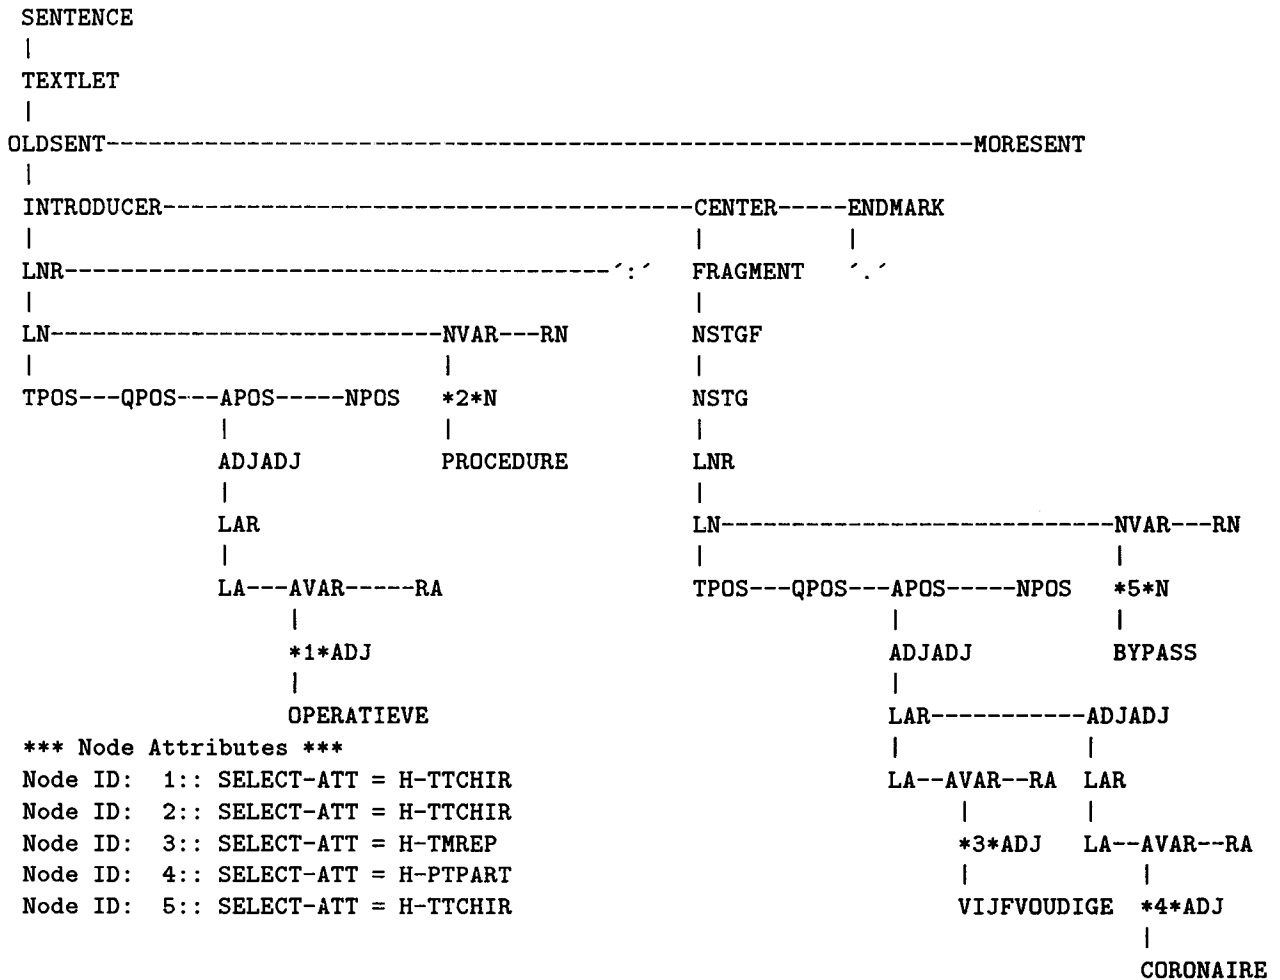 SENTENCE
|
TEXTLET
|
OLDSENT--------------------------------------------------------------MORESENT
|
INTRODUCER--------------------------------------CENTER-----ENDMARK
| | |
LNR---------------------------------------':' FRAGMENT '.'
| |
LN----------------------------NVAR---RN NSTGF
| | |
TPOS---QPOS---APOS-----NPOS *2*N NSTG
| | |
ADJADJ PROCEDURE LNR
| |
LAR LN----------------------------NVAR---RN
| | |
LA---AVAR-----RA TPOS---QPOS---APOS-----NPOS *5*N
| | |
*1*ADJ ADJADJ BYPASS
| |
OPERATIEVE LAR-----------ADJADJ
*** Node Attributes *** | |
Node ID: 1:: SELECT-ATT = H-TTCHIR LA--AVAR--RA LAR
Node ID: 2:: SELECT-ATT = H-TTCHIR | |
Node ID: 3:: SELECT-ATT = H-TMREP *3*ADJ LA--AVAR--RA
Node ID: 4:: SELECT-ATT = H-PTPART | |
Node ID: 5:: SELECT-ATT = H-TTCHIR VIJFVOUDIGE *4*ADJ
|
CORONAIRE